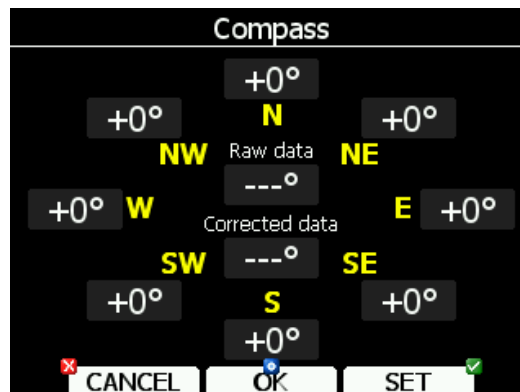 Compass
+0°
+0° N +0°
NW Raw data NE
---°
+0° W E +0°
Corrected data
SW ---° SE
+0° S +0°
+0°
CANCEL OK SET